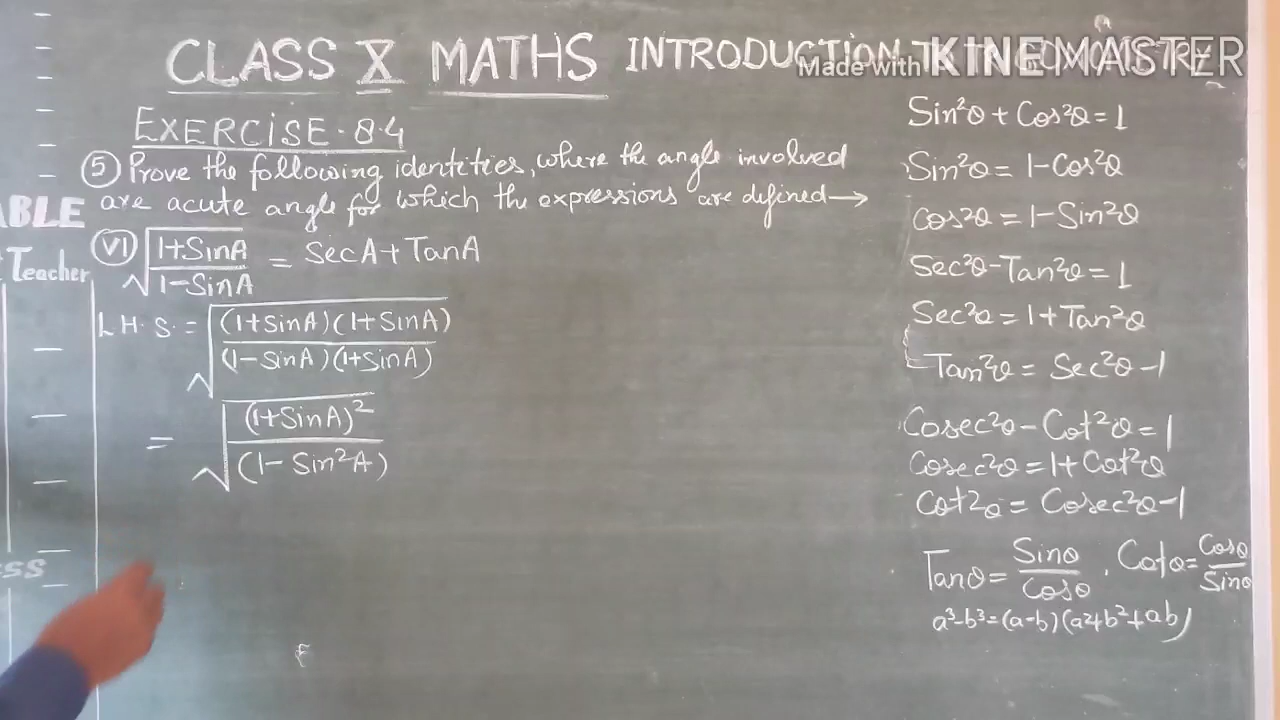 CLASS X MATHS INTRODUCTION
Made with KINEMASTER
EXERCISE·8·4
⑤ Prove the following identities, where the angle involved
are acute angle for which the expressions are defined→
(VI) √((1+SinA)/(1-SinA)) = SecA+TanA
L·H·S· = √((1+SinA)(1+SinA)/(1-SinA)(1+SinA))
= √((1+SinA)²/(1-Sin²A))
ABLE
Teacher
ESS
Sin²θ + Cos²θ = 1
Sin²θ = 1-Cos²θ
Cos²θ = 1-Sin²θ
Sec²θ-Tan²θ = 1
Sec²θ = 1+Tan²θ
Tan²θ = Sec²θ-1
Cosec²θ-Cot²θ = 1
Cosec²θ = 1+Cot²θ
Cot2θ = Cosec²θ-1
Tanθ = Sinθ/Cosθ, Cotθ = Cosθ/Sinθ
a³-b³=(a-b)(a2+b²+ab)